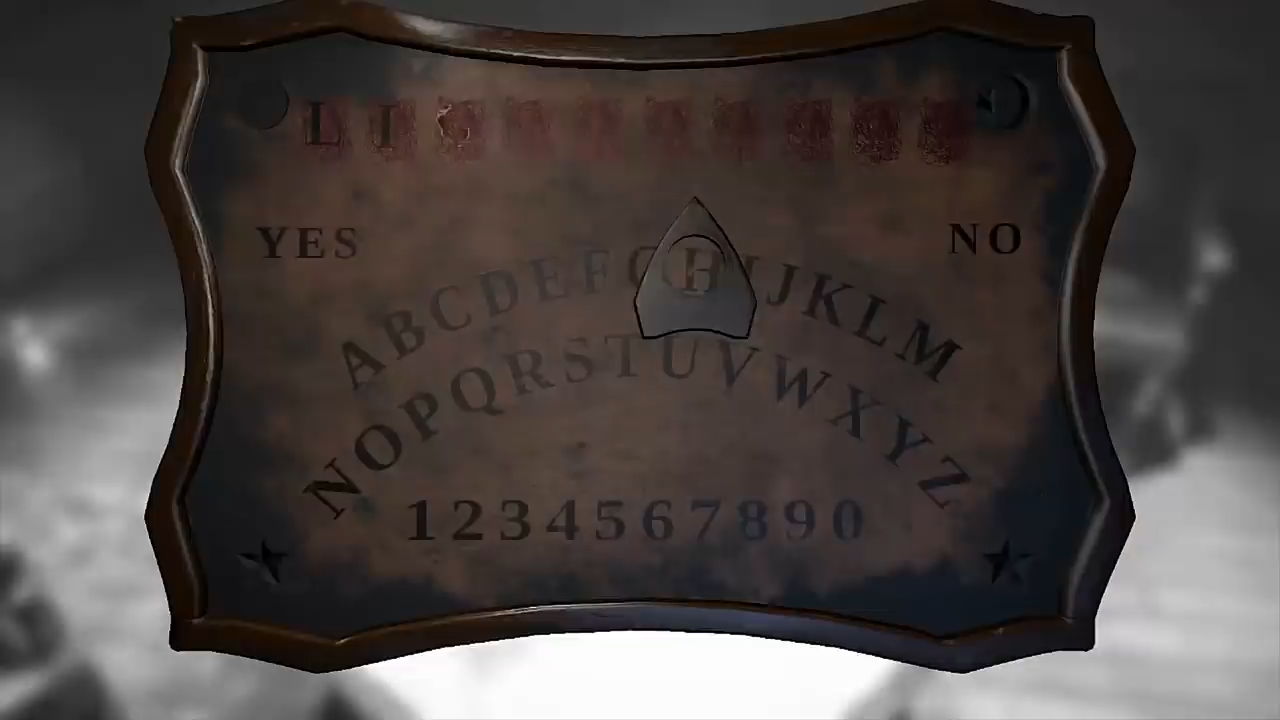 L I
YES NO
ABCDEFGHIJKLM
NOPQRSTUVWXYZ
1234567890